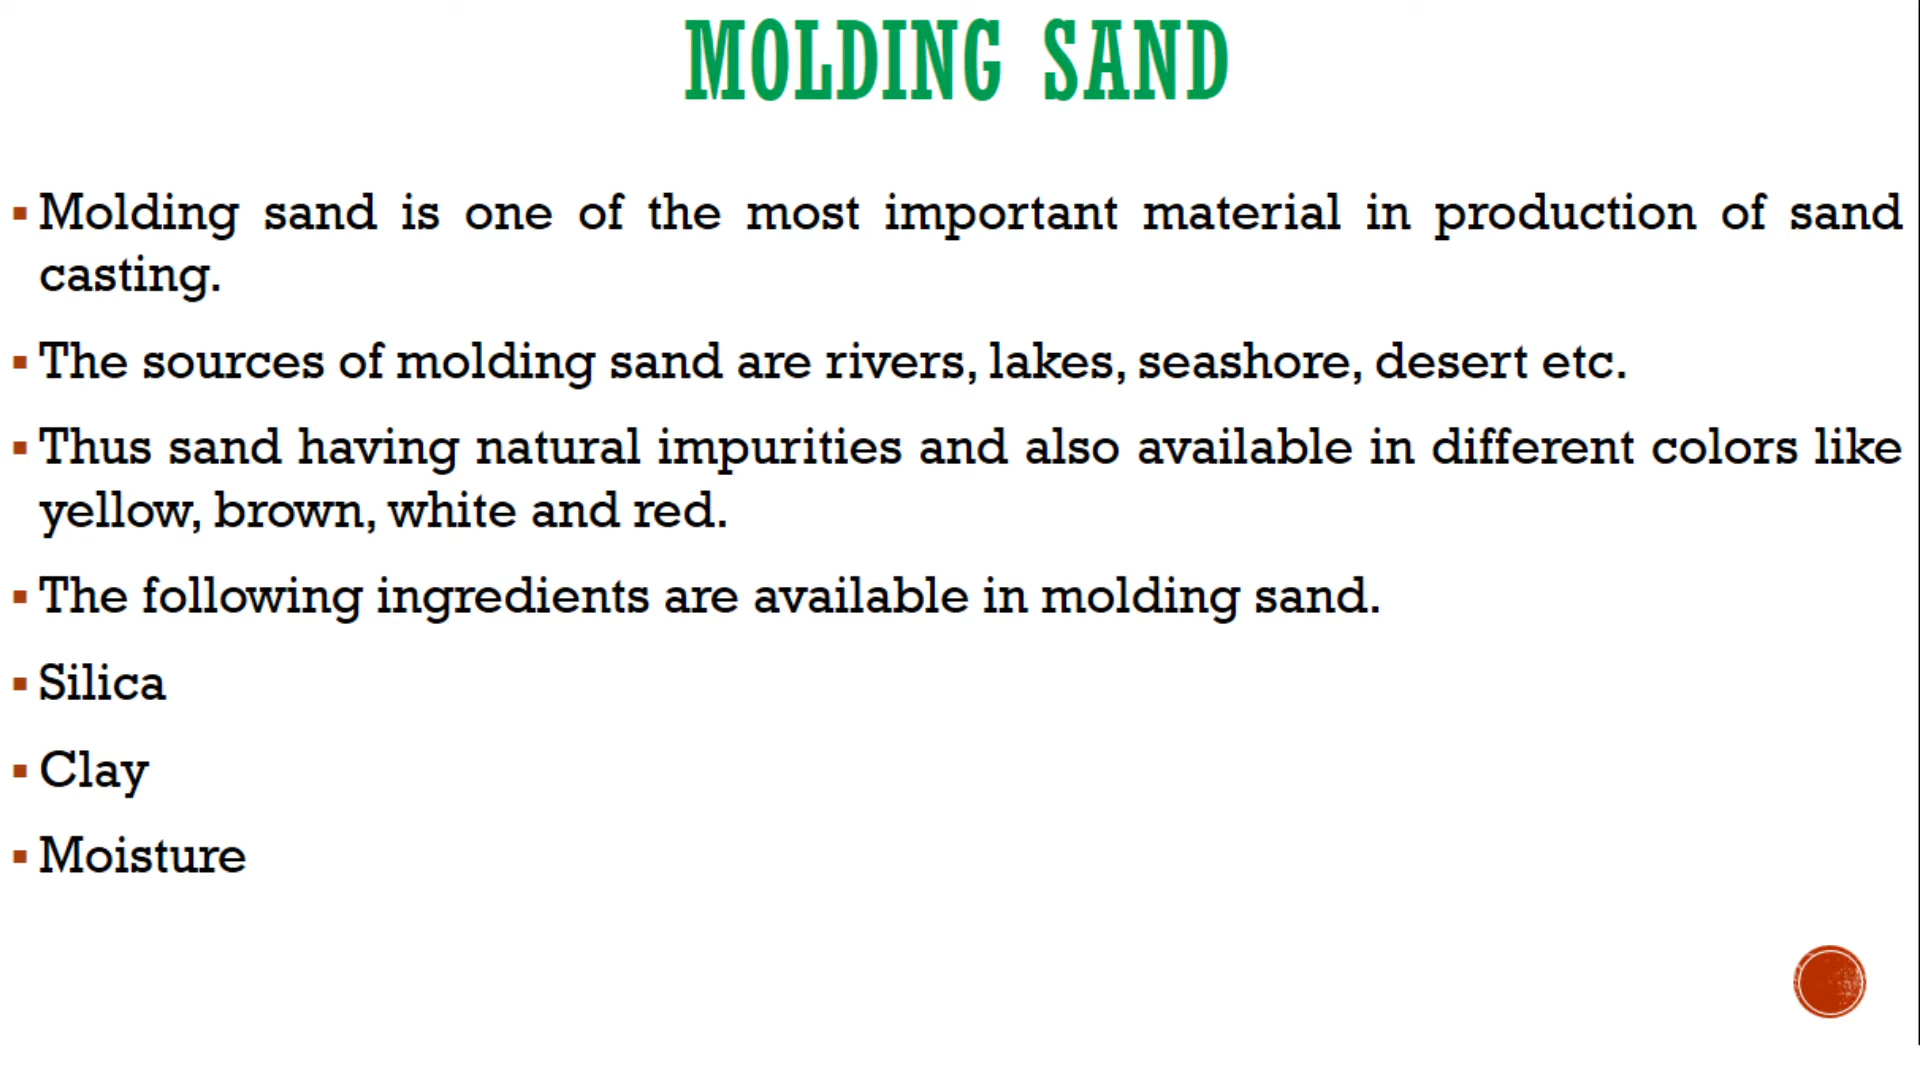 MOLDING SAND
▪ Molding sand is one of the most important material in production of sand
casting.
▪ The sources of molding sand are rivers, lakes, seashore, desert etc.
▪ Thus sand having natural impurities and also available in different colors like
yellow, brown, white and red.
▪ The following ingredients are available in molding sand.
▪ Silica
▪ Clay
▪ Moisture